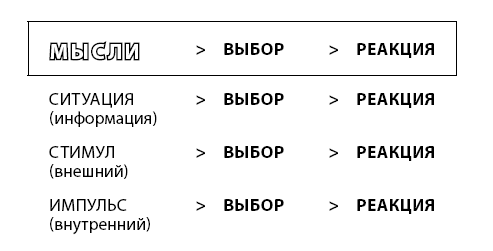 МЫСЛИ > ВЫБОР > РЕАКЦИЯ
СИТУАЦИЯ > ВЫБОР > РЕАКЦИЯ
(информация)
СТИМУЛ > ВЫБОР > РЕАКЦИЯ
(внешний)
ИМПУЛЬС > ВЫБОР > РЕАКЦИЯ
(внутренний)